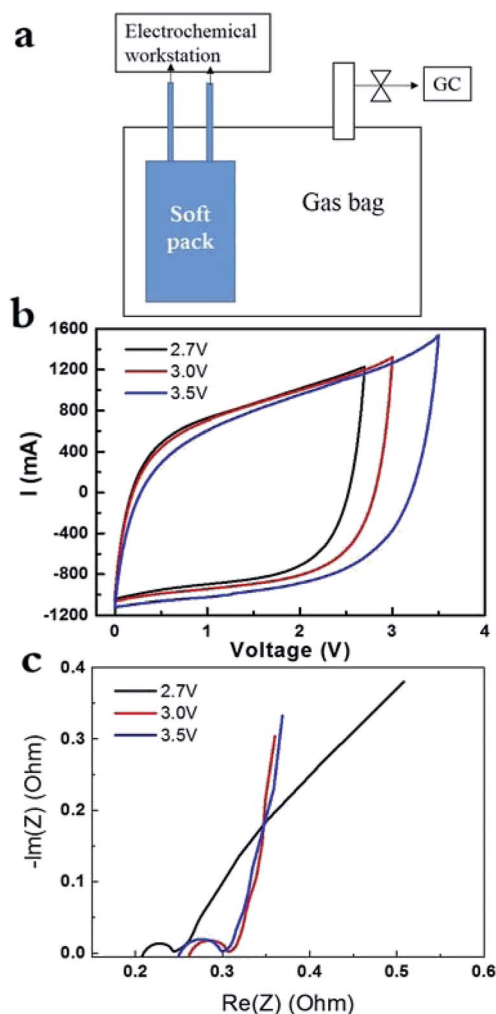 a
Electrochemical
workstation
GC
Soft
pack
Gas bag
b
1600
1200
800
400
0
-400
-800
-1200
I (mA)
2.7V
3.0V
3.5V
0
1
2
3
4
Voltage (V)
c
0.4
0.3
0.2
0.1
0.0
-Im(Z) (Ohm)
2.7V
3.0V
3.5V
0.2
0.3
0.4
0.5
0.6
Re(Z) (Ohm)